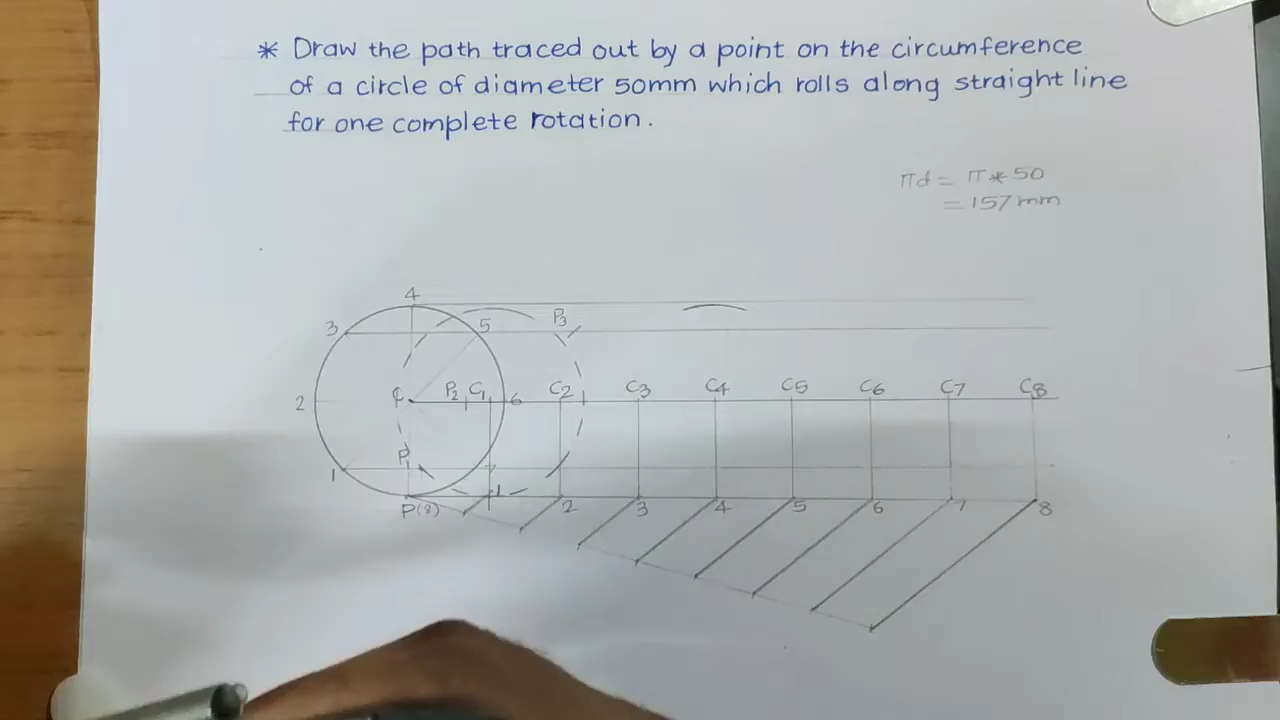 * Draw the path traced out by a point on the circumference
of a circle of diameter 50mm which rolls along straight line
for one complete rotation.
πd = π*50
= 157mm
4
3 5 P3
2 C P2 C1 6 C2 C3 C4 C5 C6 C7 C8
P1
1
P(8) 1 2 3 4 5 6 7 8